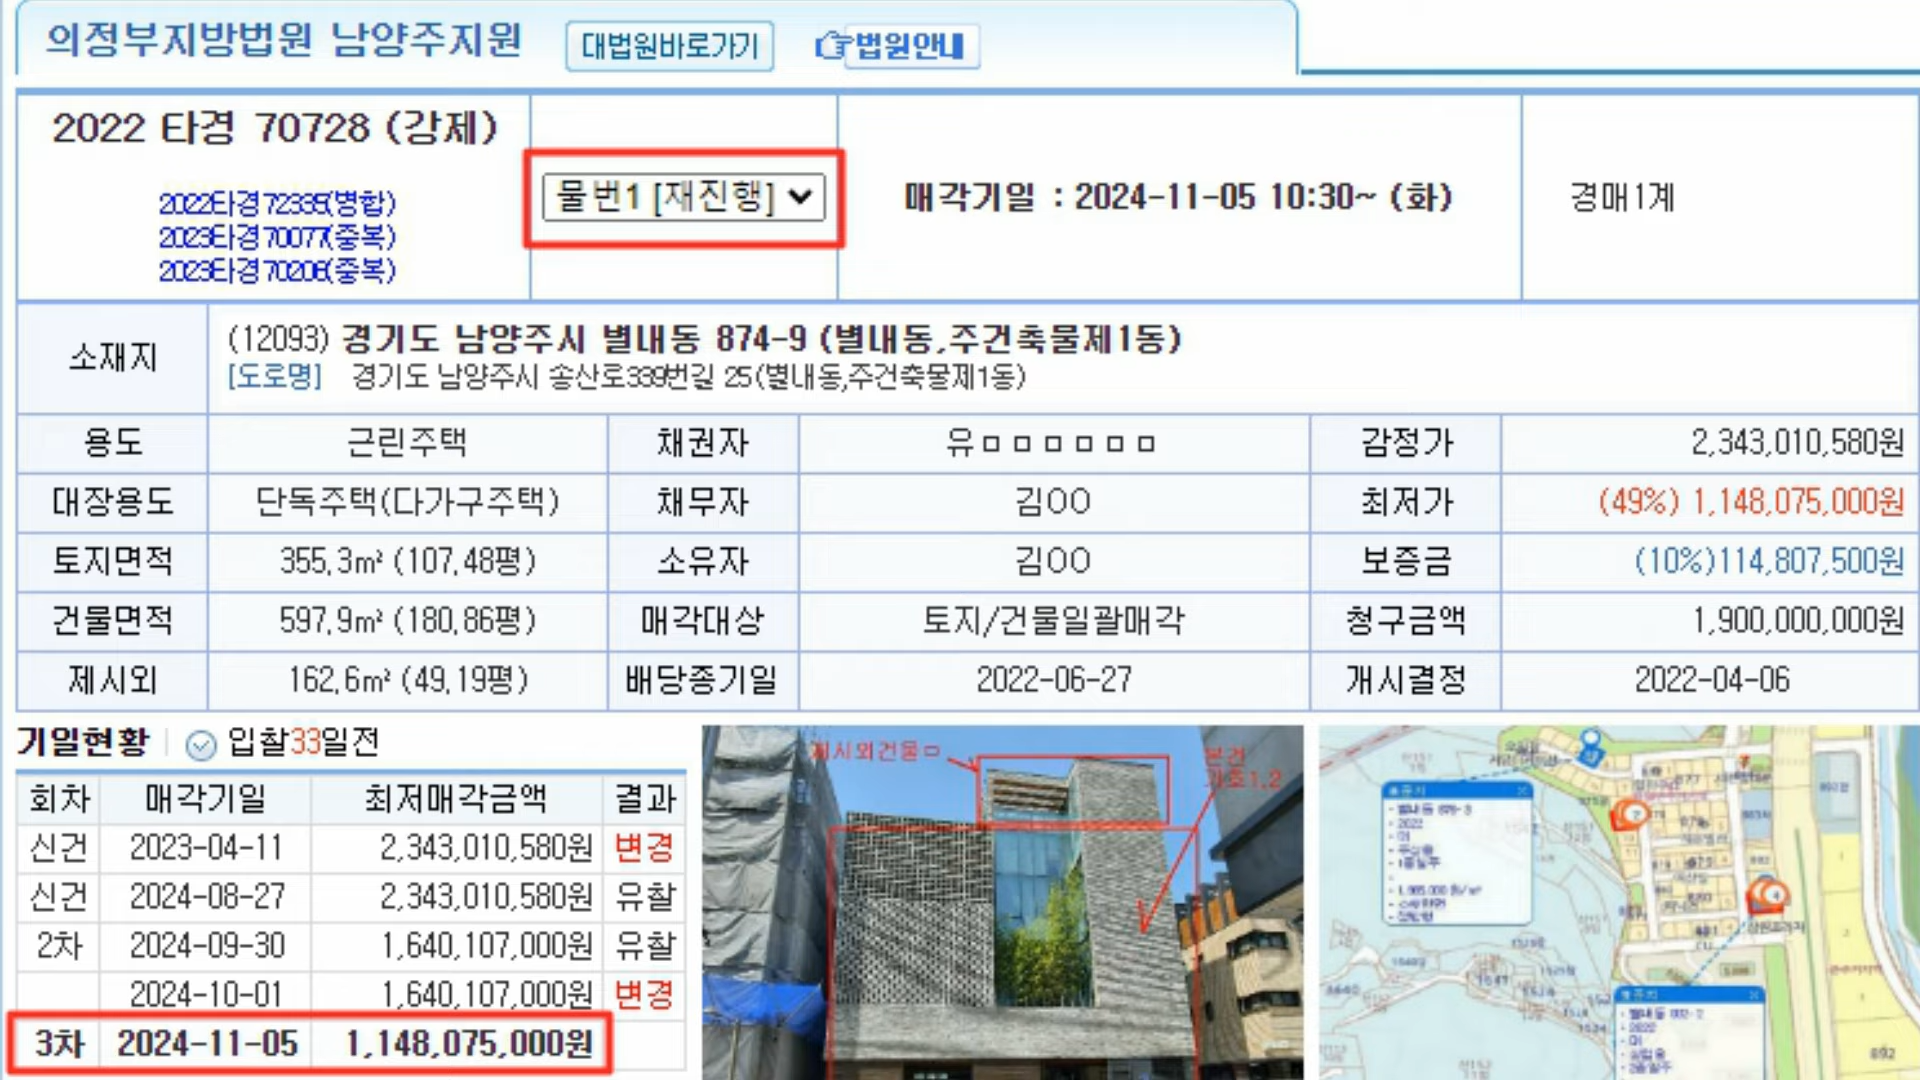 의정부지방법원 남양주지원 대법원바로가기 법원안내
2022 타경 70728 (강제)
2022타경72335(병합)
2023타경70077(중복)
2023타경70208(중복)
물번1 [재진행]
매각기일 : 2024-11-05 10:30~ (화)
경매1계
소재지
(12093) 경기도 남양주시 별내동 874-9 (별내동,주건축물제1동)
[도로명] 경기도 남양주시 송산로339번길 25(별내동,주건축물제1동)
용도 근린주택 채권자 유ㅁㅁㅁㅁㅁㅁ 감정가 2,343,010,580원
대장용도 단독주택(다가구주택) 채무자 김OO 최저가 (49%) 1,148,075,000원
토지면적 355.3㎡ (107.48평) 소유자 김OO 보증금 (10%)114,807,500원
건물면적 597.9㎡ (180.86평) 매각대상 토지/건물일괄매각 청구금액 1,900,000,000원
제시외 162.6㎡ (49.19평) 배당종기일 2022-06-27 개시결정 2022-04-06
기일현황 입찰33일전
회차 매각기일 최저매각금액 결과
신건 2023-04-11 2,343,010,580원 변경
신건 2024-08-27 2,343,010,580원 유찰
2차 2024-09-30 1,640,107,000원 유찰
2024-10-01 1,640,107,000원 변경
3차 2024-11-05 1,148,075,000원
제시외건물ㅁ
본건
기호1,2
892